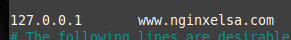 127.0.0.1 www.nginxelsa.com
# The following lines are desirable